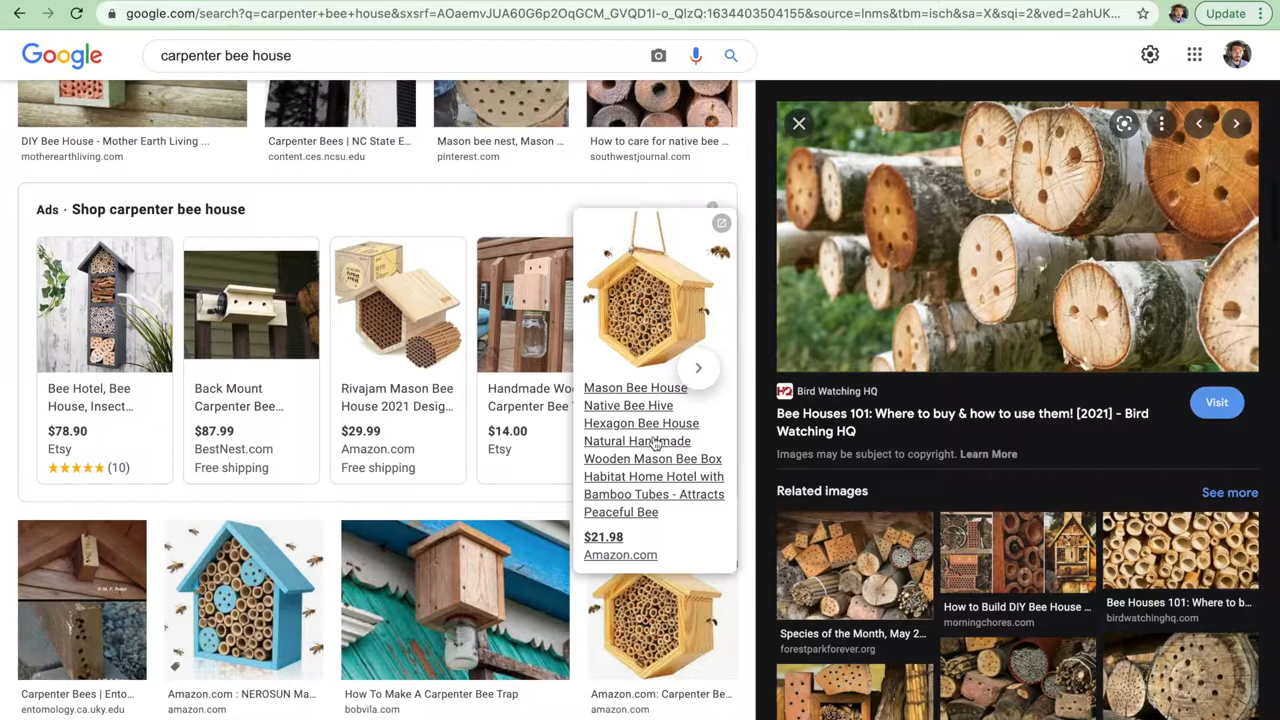 google.com/search?q=carpenter+bee+house&sxsrf=AOaemvJUA60G6p2OqGCM_GVQD1I-o_QlzQ:1634403504155&source=lnms&tbm=isch&sa=X&sqi=2&ved=2ahUK...
Update
Google
carpenter bee house
DIY Bee House - Mother Earth Living ...
motherearthliving.com
Carpenter Bees | NC State E...
content.ces.ncsu.edu
Mason bee nest, Mason ...
pinterest.com
How to care for native bee ...
southwestjournal.com
Ads · Shop carpenter bee house
Bee Hotel, Bee
House, Insect...
$78.90
Etsy
★★★★★ (10)
Back Mount
Carpenter Bee...
$87.99
BestNest.com
Free shipping
Rivajam Mason Bee
House 2021 Desig...
$29.99
Amazon.com
Free shipping
Handmade Wo
Carpenter Bee T
$14.00
Etsy
Mason Bee House
Native Bee Hive
Hexagon Bee House
Natural Handmade
Wooden Mason Bee Box
Habitat Home Hotel with
Bamboo Tubes - Attracts
Peaceful Bee
$21.98
Amazon.com
Carpenter Bees | Ento...
entomology.ca.uky.edu
Amazon.com : NEROSUN Ma...
amazon.com
How To Make A Carpenter Bee Trap
bobvila.com
Amazon.com: Carpenter Be...
amazon.com
HQ
Bird Watching HQ
Bee Houses 101: Where to buy & how to use them! [2021] - Bird
Watching HQ
Visit
Images may be subject to copyright. Learn More
Related images
See more
Species of the Month, May 2...
forestparkforever.org
How to Build DIY Bee House ...
morningchores.com
Bee Houses 101: Where to b...
birdwatchinghq.com